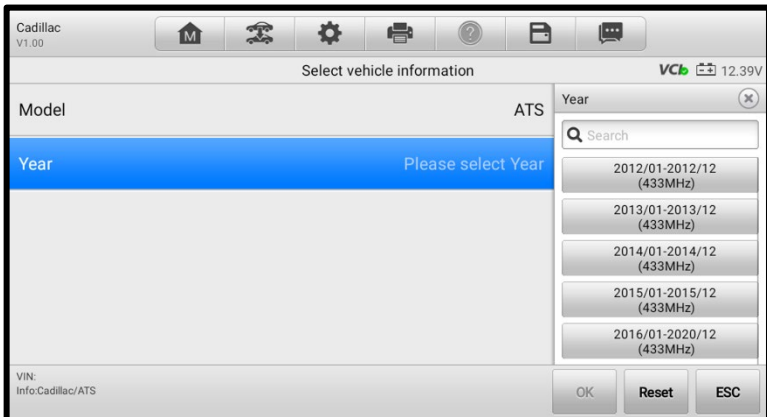 Cadillac
V1.00
M
?
Select vehicle information
VCI 12.39V
Model ATS
Year Please select Year
Year
Search
2012/01-2012/12
(433MHz)
2013/01-2013/12
(433MHz)
2014/01-2014/12
(433MHz)
2015/01-2015/12
(433MHz)
2016/01-2020/12
(433MHz)
VIN:
Info:Cadillac/ATS
OK Reset ESC